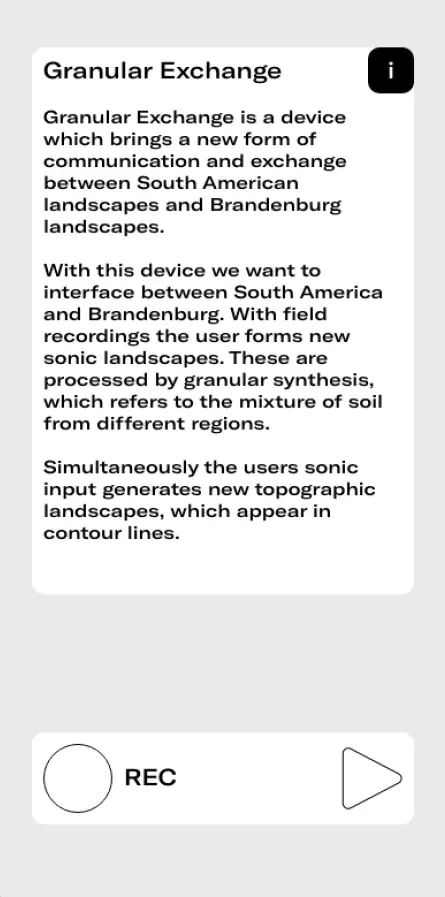 Granular Exchange
i
Granular Exchange is a device
which brings a new form of
communication and exchange
between South American
landscapes and Brandenburg
landscapes.
With this device we want to
interface between South America
and Brandenburg. With field
recordings the user forms new
sonic landscapes. These are
processed by granular synthesis,
which refers to the mixture of soil
from different regions.
Simultaneously the users sonic
input generates new topographic
landscapes, which appear in
contour lines.
REC